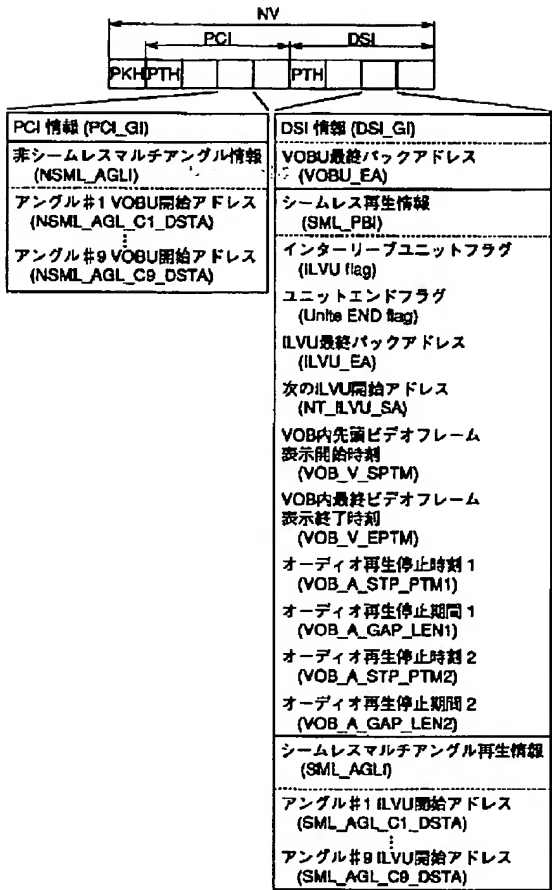 NV
PCI
DSI
PKH
PTH
PTH
PCI 情報 (PCI_GI)
非シームレスマルチアングル情報
(NSML_AGLI)
アングル#1 VOBU開始アドレス
(NSML_AGL_C1_DSTA)
⋮
アングル#9 VOBU開始アドレス
(NSML_AGL_C9_DSTA)
DSI 情報 (DSI_GI)
VOBU最終パックアドレス
(VOBU_EA)
シームレス再生情報
(SML_PBI)
インターリーブユニットフラグ
(ILVU flag)
ユニットエンドフラグ
(Unite END flag)
ILVU最終パックアドレス
(ILVU_EA)
次のILVU開始アドレス
(NT_ILVU_SA)
VOB内先頭ビデオフレーム
表示開始時刻
(VOB_V_SPTM)
VOB内最終ビデオフレーム
表示終了時刻
(VOB_V_EPTM)
オーディオ再生停止時刻 1
(VOB_A_STP_PTM1)
オーディオ再生停止期間 1
(VOB_A_GAP_LEN1)
オーディオ再生停止時刻 2
(VOB_A_STP_PTM2)
オーディオ再生停止期間 2
(VOB_A_GAP_LEN2)
シームレスマルチアングル再生情報
(SML_AGLI)
アングル#1 ILVU開始アドレス
(SML_AGL_C1_DSTA)
⋮
アングル#9 ILVU開始アドレス
(SML_AGL_C9_DSTA)